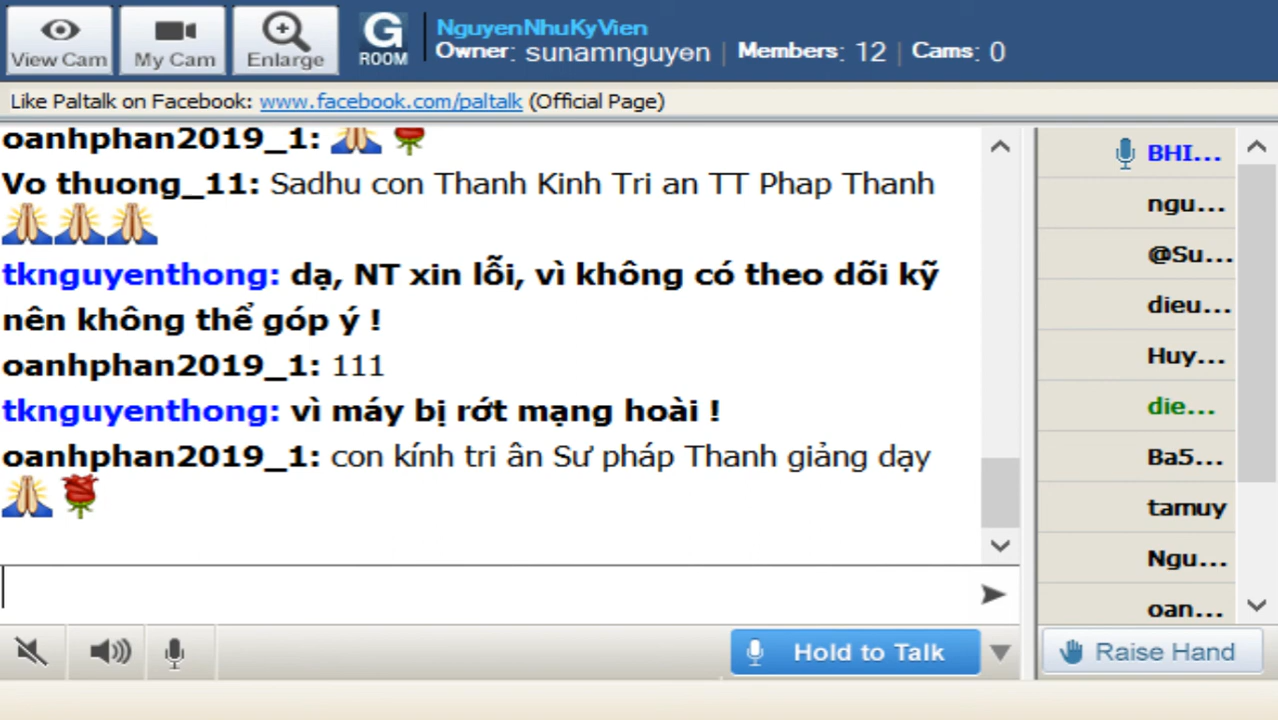 View Cam
My Cam
Enlarge
G
ROOM
NguyenNhuKyVien
Owner: sunamnguyen | Members: 12 | Cams: 0
Like Paltalk on Facebook: www.facebook.com/paltalk (Official Page)
oanhphan2019_1:
Vo thuong_11: Sadhu con Thanh Kinh Tri an TT Phap Thanh
tknguyenthong: dạ, NT xin lỗi, vì không có theo dõi kỹ
nên không thể góp ý !
oanhphan2019_1: 111
tknguyenthong: vì máy bị rớt mạng hoài !
oanhphan2019_1: con kính tri ân Sư pháp Thanh giảng dạy
BHI...
ngu...
@Su...
dieu...
Huy...
die...
Ba5...
tamuy
Ngu...
oan...
Hold to Talk
Raise Hand